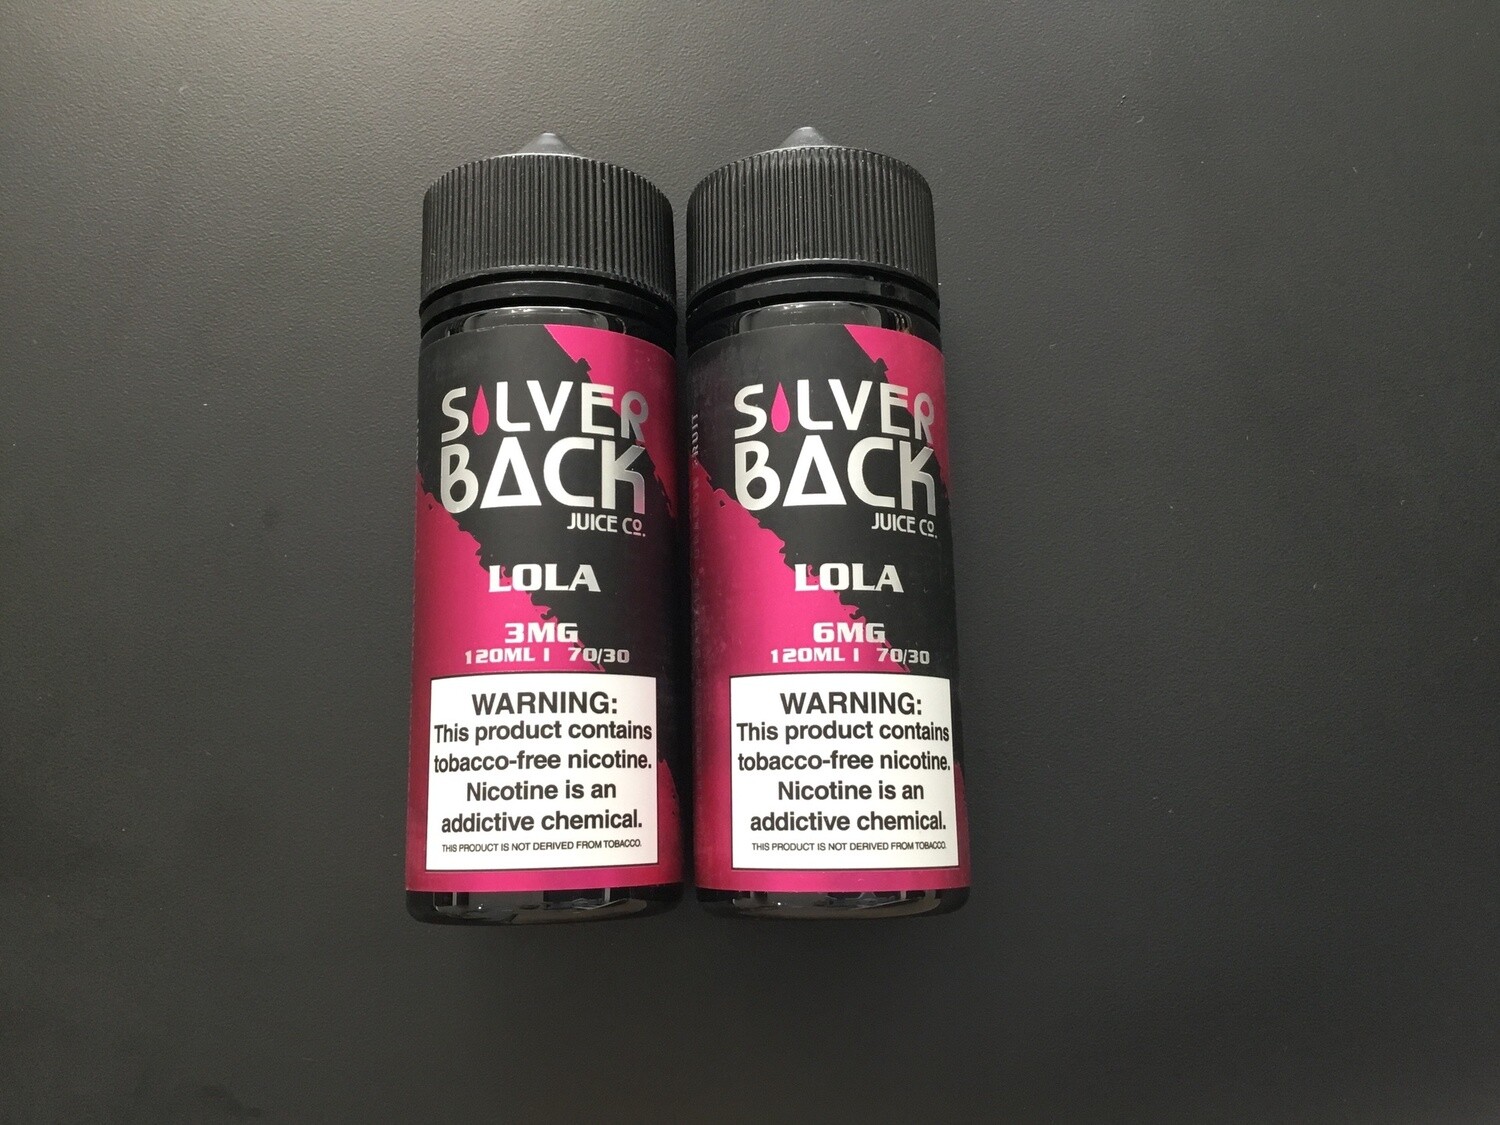 SILVER
BACK
JUICE Co.
LOLA
3MG
120ML | 70/30
WARNING:
This product contains
tobacco-free nicotine.
Nicotine is an
addictive chemical.
THIS PRODUCT IS NOT DERIVED FROM TOBACCO.
SILVER
BACK
JUICE Co.
LOLA
6MG
120ML | 70/30
WARNING:
This product contains
tobacco-free nicotine.
Nicotine is an
addictive chemical.
THIS PRODUCT IS NOT DERIVED FROM TOBACCO.